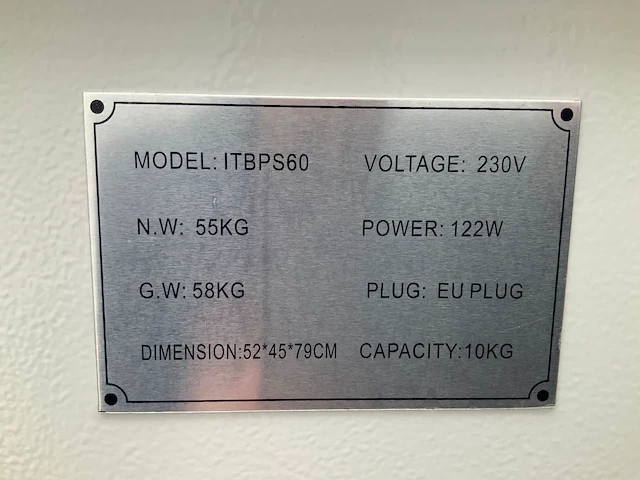 MODEL: ITBPS60 VOLTAGE: 230V
N.W: 55KG POWER: 122W
G.W: 58KG PLUG: EU PLUG
DIMENSION:52*45*79CM CAPACITY:10KG